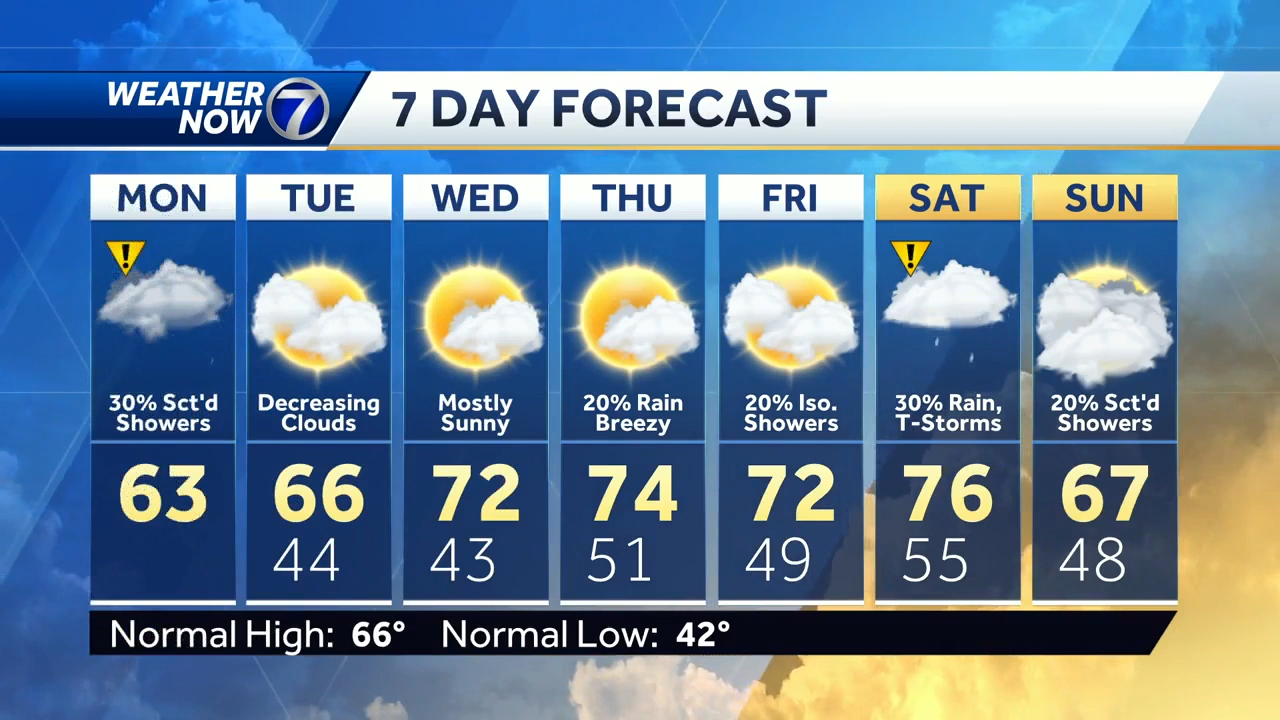 WEATHER
NOW 7
7 DAY FORECAST
MON TUE WED THU FRI SAT SUN
! !
30% Sct'd Decreasing Mostly 20% Rain 20% Iso. 30% Rain, 20% Sct'd
Showers Clouds Sunny Breezy Showers T-Storms Showers
63 66 72 74 72 76 67
44 43 51 49 55 48
Normal High: 66° Normal Low: 42°